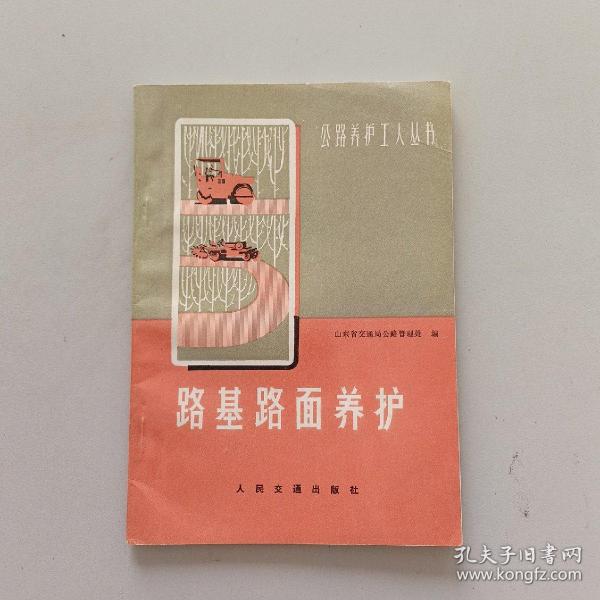 公路养护工人丛书
山东省交通局公路管理处 编
路基路面养护
人民交通出版社
孔夫子旧書网
www.kongfz.com